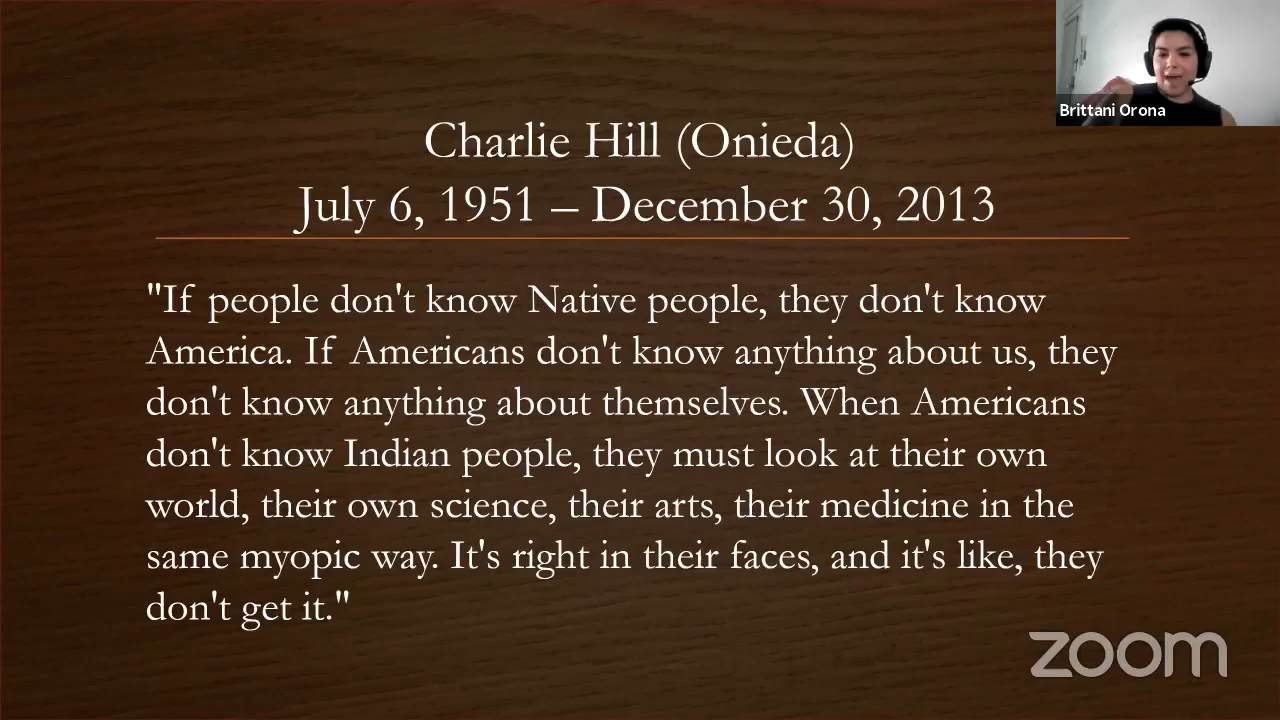 Brittani Orona
Charlie Hill (Onieda)
July 6, 1951 – December 30, 2013
"If people don't know Native people, they don't know
America. If Americans don't know anything about us, they
don't know anything about themselves. When Americans
don't know Indian people, they must look at their own
world, their own science, their arts, their medicine in the
same myopic way. It's right in their faces, and it's like, they
don't get it."
zoom